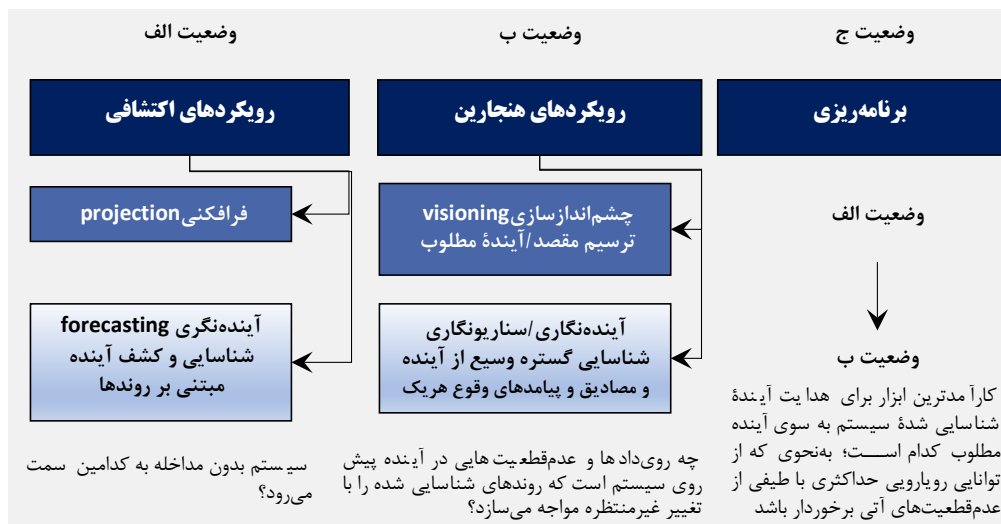 وضعیت ج
برنامه‌ریزی
وضعیت الف
وضعیت ب
کارآمدترین ابزار برای هدایت آیندهٔ
شناسایی شدهٔ سیستم به سوی آینده
مطلوب کدام است؛ به‌نحوی که از
توانایی رویارویی حداکثری با طیفی از
عدم‌قطعیت‌های آتی برخوردار باشد
وضعیت ب
رویکردهای هنجارین
چشم‌اندازسازی visioning
ترسیم مقصد/آیندهٔ مطلوب
آینده‌نگاری/سناریونگاری
شناسایی گستره وسیع از آینده
و مصادیق و پیامدهای وقوع هریک
چه روی‌دادها و عدم‌قطعیت‌هایی در آینده پیش
روی سیستم است که روندهای شناسایی شده را با
تغییر غیرمنتظره مواجه می‌سازد؟
وضعیت الف
رویکردهای اکتشافی
فرافکنی projection
آینده‌نگری forecasting
شناسایی و کشف آینده
مبتنی بر روندها
سیستم بدون مداخله به کدامین سمت
می‌رود؟